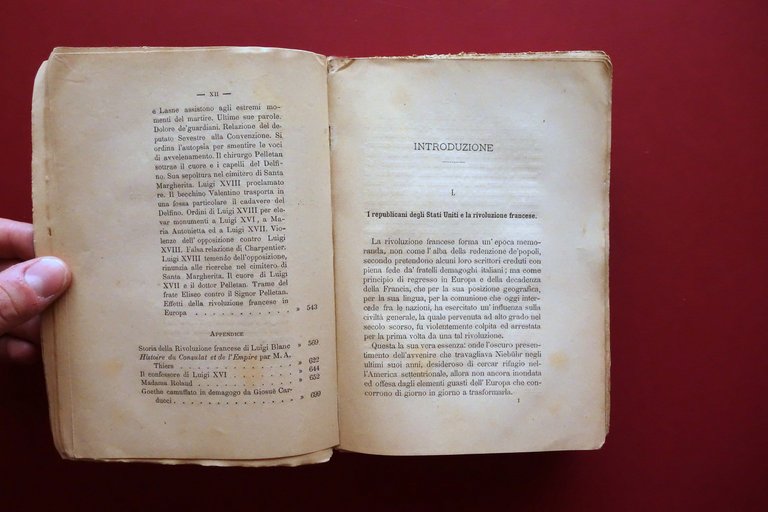 — XII —
e Lasne assistono agli estremi mo-
menti del martire. Ultime sue parole.
Dolore de' guardiani. Relazione del de-
putato Sevestre alla Convenzione. Si
ordina l'autopsia per smentire le voci
di avvelenamento. Il chirurgo Pelletan
sottrae il cuore e i capelli del Delfi-
no. Sua sepoltura nel cimitero di Santa
Margherita. Luigi XVIII proclamato
re. Il becchino Valentino trasporta in
una fossa particolare il cadavere del
Delfino. Ordini di Luigi XVIII per ele-
var monumenti a Luigi XVI, a Maria
Antonietta ed a Luigi XVII. Vio-
lenze dell'opposizione contro Luigi
XVIII. Falsa relazione di Charpentier.
Luigi XVIII temendo dell'opposizione,
rinuncia alle ricerche nel cimitero di
Santa Margherita. Il cuore di Luigi
XVII e il dottor Pelletan. Trame del
frate Eliseo contro il Signor Pelletan.
Effetti della rivoluzione francese in
Europa . . . . . . . . . . » 543
APPENDICE
Storia della Rivoluzione francese di Luigi Blanc » 569
Histoire du Consulat et de l'Empire par M. A.
Thiers . . . . . . . . . . » 622
Il confessore di Luigi XVI . . . . . . . » 644
Madama Roland . . . . . . . . . . » 652
Goethe camuffato in demagogo da Giosuè Car-
ducci . . . . . . . . . . . » 699
INTRODUZIONE
I.
I republicani degli Stati Uniti e la rivoluzione francese.
La rivoluzione francese forma un' epoca memo-
randa, non come l'alba della redenzione de'popoli,
secondo pretendono alcuni loro scrittori creduti con
piena fede da' fratelli demagoghi italiani; ma come
principio di regresso in Europa e della decadenza
della Francia, che per la sua posizione geografica,
per la sua lingua, per la comunione che oggi inter-
cede fra le nazioni, ha esercitato un' influenza sulla
civiltà generale, la quale pervenuta ad alto grado nel
secolo scorso, fu violentemente colpita ed arrestata
per la prima volta da una tal rivoluzione.
Questa la sua vera essenza: onde l'oscuro presen-
timento dell'avvenire che travagliava Niebühr negli
ultimi suoi anni, desideroso di cercar rifugio nel-
l'America settentrionale, allora non ancora inondata
ed offesa dagli elementi guasti dell' Europa che con-
corrono di giorno in giorno a trasformarla.
1